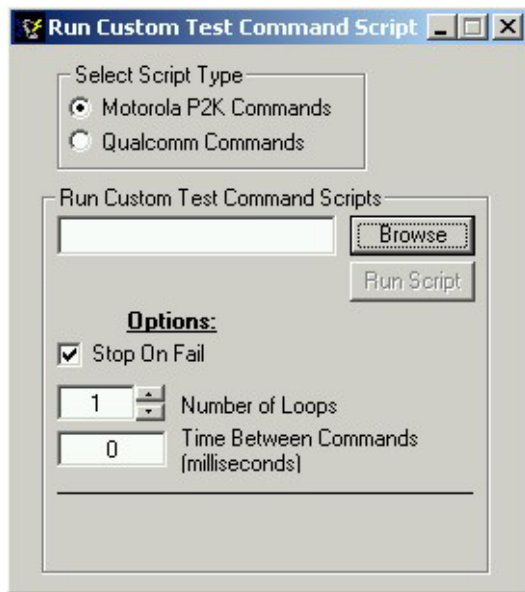 Run Custom Test Command Script
Select Script Type
Motorola P2K Commands
Qualcomm Commands
Run Custom Test Command Scripts
Browse
Run Script
Options:
Stop On Fail
1
Number of Loops
0
Time Between Commands
(milliseconds)